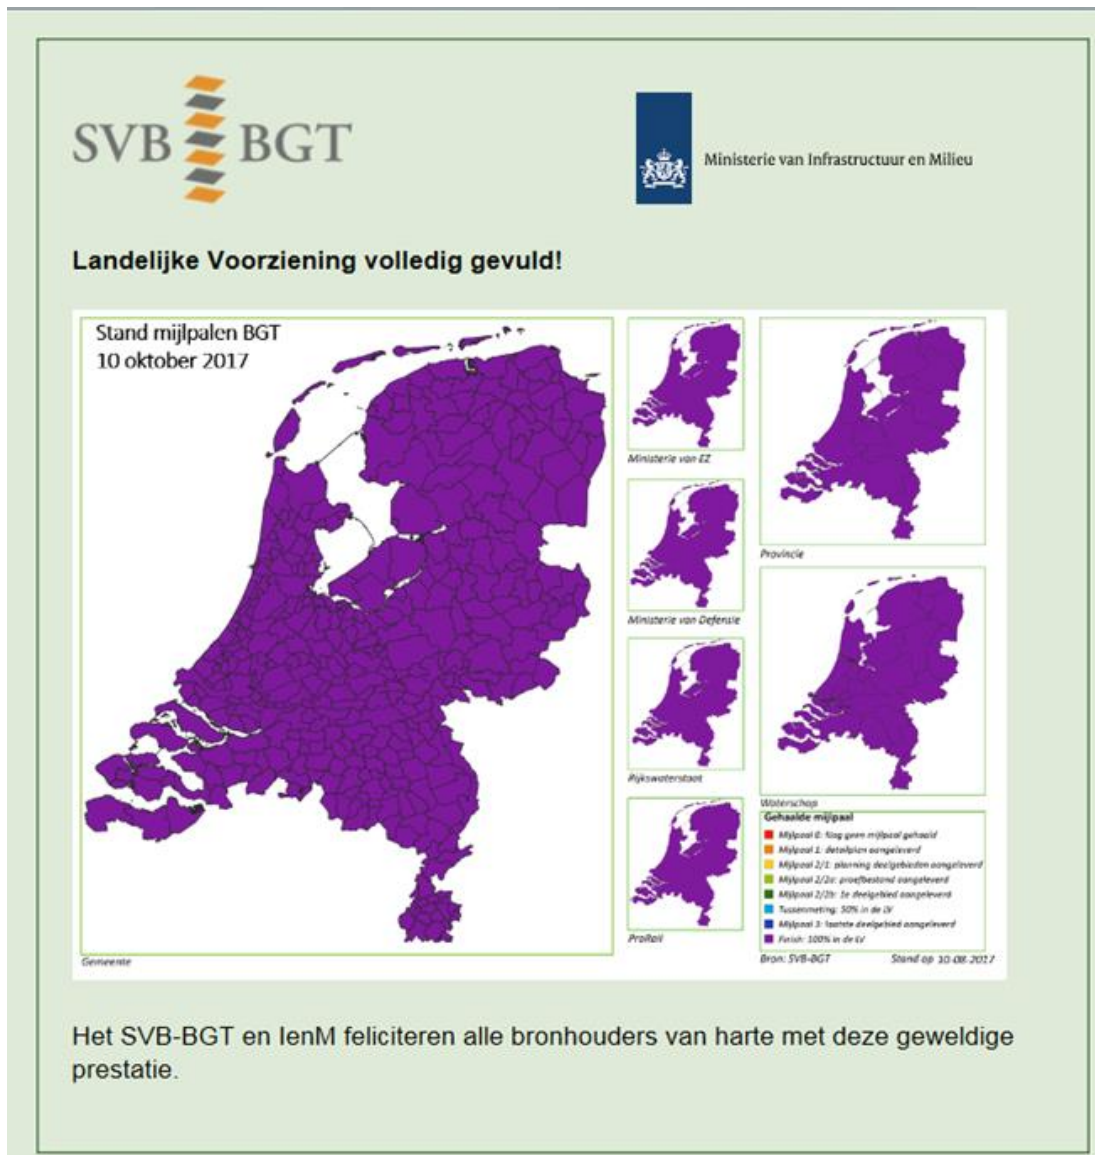 SVB BGT
Ministerie van Infrastructuur en Milieu
Landelijke Voorziening volledig gevuld!
Stand mijlpalen BGT
10 oktober 2017
Gemeente
Ministerie van EZ
Ministerie van Defensie
Rijkswaterstaat
ProRail
Provincie
Waterschap
Gehaalde mijlpaal
Mijlpaal 0: Nog geen mijlpaal gehaald
Mijlpaal 1: detailplan aangeleverd
Mijlpaal 2/1: planning deelgebieden aangeleverd
Mijlpaal 2/2a: proefbestand aangeleverd
Mijlpaal 2/2b: 1e deelgebied aangeleverd
Tussenmeting: 50% in de LV
Mijlpaal 3: laatste deelgebied aangeleverd
Finish: 100% in de LV
Bron: SVB-BGT Stand op 10-08-2017
Het SVB-BGT en IenM feliciteren alle bronhouders van harte met deze geweldige
prestatie.